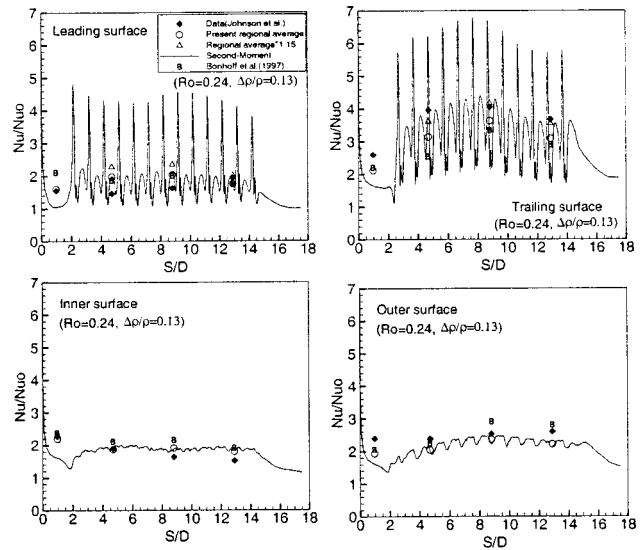 Leading surface
Data(Johnson et al.)
Present regional average
Regional average*1.15
Second-Moment
B Bonhoff et al.(1997)
(Ro=0.24, Δρ/ρ=0.13)
Nu/Nuo
7
6
5
4
3
2
1
0
0 2 4 6 8 10 12 14 16 18
S/D
Trailing surface
(Ro=0.24, Δρ/ρ=0.13)
Nu/Nuo
7
6
5
4
3
2
1
0
0 2 4 6 8 10 12 14 16 18
S/D
Inner surface
(Ro=0.24, Δρ/ρ=0.13)
Nu/Nuo
7
6
5
4
3
2
1
0
0 2 4 6 8 10 12 14 16 18
S/D
Outer surface
(Ro=0.24, Δρ/ρ=0.13)
Nu/Nuo
7
6
5
4
3
2
1
0
0 2 4 6 8 10 12 14 16 18
S/D